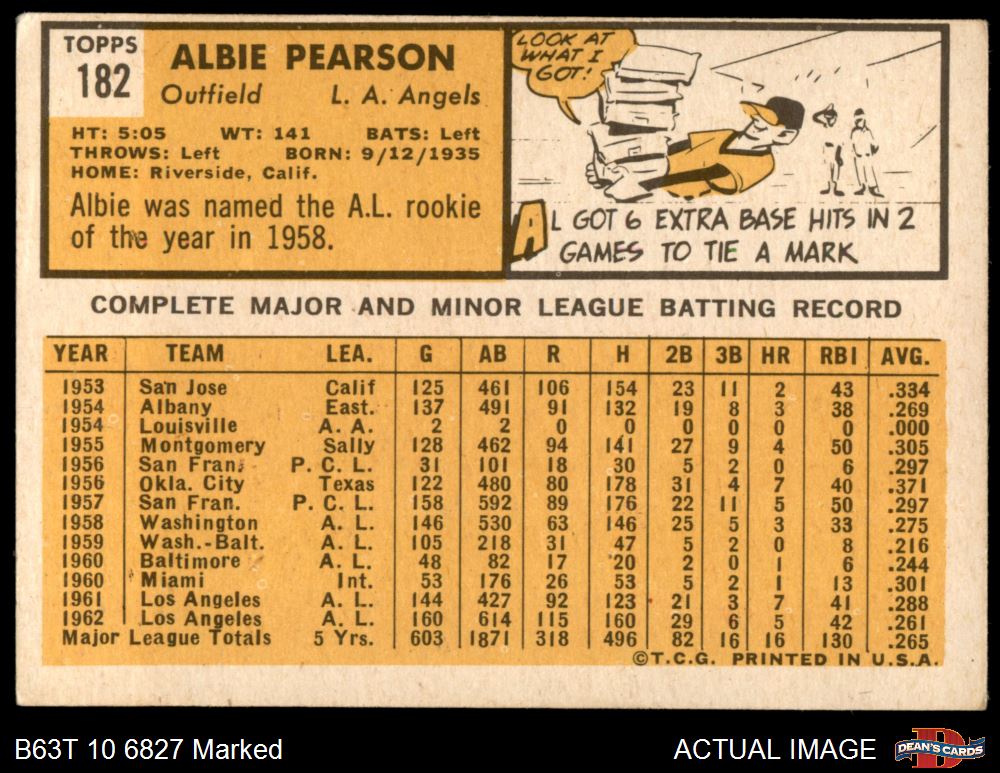 TOPPS
182
ALBIE PEARSON
Outfield L. A. Angels
HT: 5:05 WT: 141 BATS: Left
THROWS: Left BORN: 9/12/1935
HOME: Riverside, Calif.
Albie was named the A.L. rookie
of the year in 1958.
LOOK AT
WHAT I
GOT!
AL GOT 6 EXTRA BASE HITS IN 2
GAMES TO TIE A MARK
COMPLETE MAJOR AND MINOR LEAGUE BATTING RECORD
YEAR TEAM LEA. G AB R H 2B 3B HR RBI AVG.
1953 San Jose Calif 125 461 106 154 23 11 2 43 .334
1954 Albany East. 137 491 91 132 19 8 3 38 .269
1954 Louisville A. A. 2 2 0 0 0 0 0 0 .000
1955 Montgomery Sally 128 462 94 141 27 9 4 50 .305
1956 San Fran. P. C. L. 31 101 18 30 5 2 0 6 .297
1956 Okla. City Texas 122 480 80 178 31 4 7 40 .371
1957 San Fran. P. C. L. 158 592 89 176 22 11 5 50 .297
1958 Washington A. L. 146 530 63 146 25 5 3 33 .275
1959 Wash.-Balt. A. L. 105 218 31 47 5 2 0 8 .216
1960 Baltimore A. L. 48 82 17 20 2 0 1 6 .244
1960 Miami Int. 53 176 26 53 5 2 1 13 .301
1961 Los Angeles A. L. 144 427 92 123 21 3 7 41 .288
1962 Los Angeles A. L. 160 614 115 160 29 6 5 42 .261
Major League Totals 5 Yrs. 603 1871 318 496 82 16 16 130 .265
©T.C.G. PRINTED IN U.S.A.
B63T 10 6827 Marked
ACTUAL IMAGE
D
DEAN'S CARDS